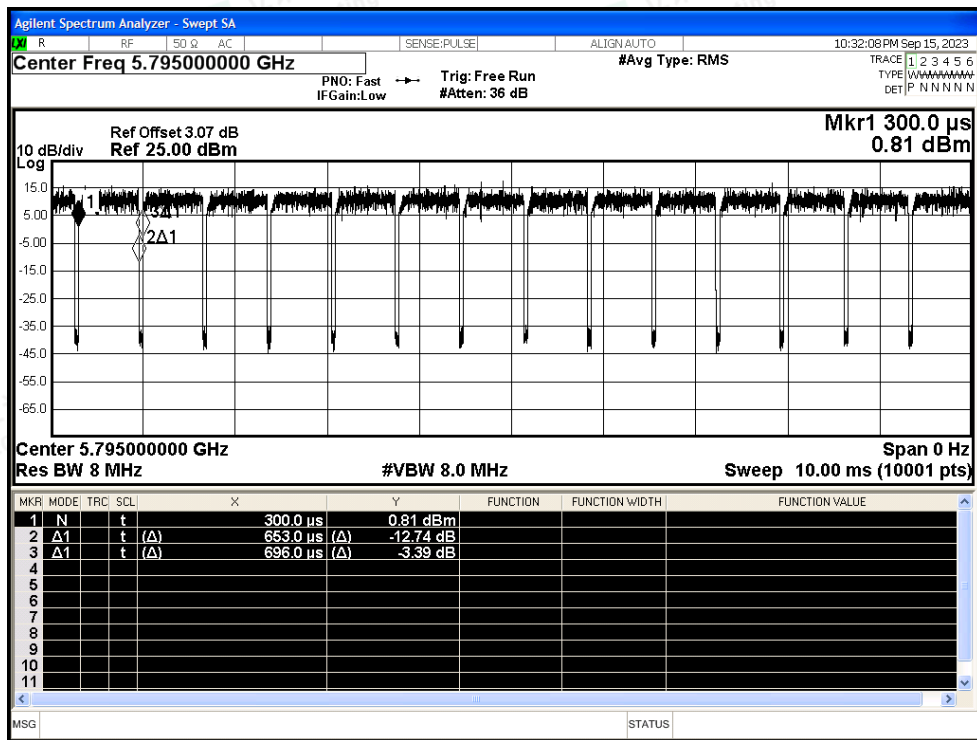 Agilent Spectrum Analyzer - Swept SA
LXI R RF 50 Ω AC SENSE:PULSE ALIGN AUTO 10:32:08 PM Sep 15, 2023
Center Freq 5.795000000 GHz #Avg Type: RMS TRACE 1 2 3 4 5 6
PNO: Fast Trig: Free Run TYPE WWWWWW
IFGain:Low #Atten: 36 dB DET P N N N N N
Mkr1 300.0 µs
Ref Offset 3.07 dB
10 dB/div Ref 25.00 dBm 0.81 dBm
Log
15.0
1
5.00
3Δ1
2Δ1
-5.00
-15.0
-25.0
-35.0
-45.0
-55.0
-65.0
Center 5.795000000 GHz Span 0 Hz
Res BW 8 MHz #VBW 8.0 MHz Sweep 10.00 ms (10001 pts)
MKR MODE TRC SCL X Y FUNCTION FUNCTION WIDTH FUNCTION VALUE
1 N t 300.0 µs 0.81 dBm
2 Δ1 t (Δ) 653.0 µs (Δ) -12.74 dB
3 Δ1 t (Δ) 696.0 µs (Δ) -3.39 dB
4
5
6
7
8
9
10
11
MSG STATUS